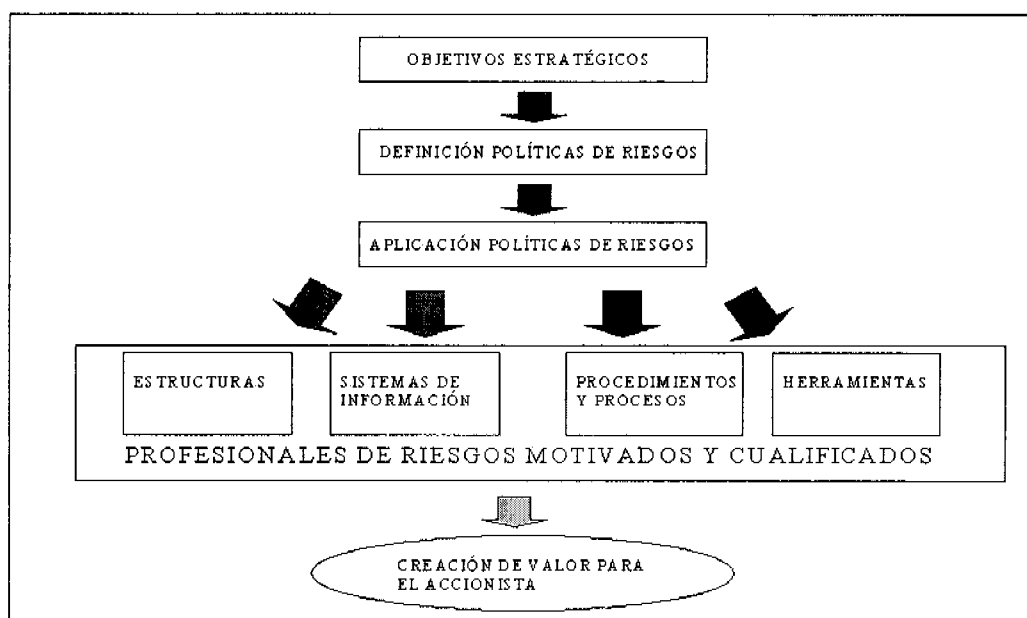 OBJETIVOS ESTRATÉGICOS
DEFINICIÓN POLÍTICAS DE RIESGOS
APLICACIÓN POLÍTICAS DE RIESGOS
ESTRUCTURAS
SISTEMAS DE
INFORMACIÓN
PROCEDIMIENTOS
Y PROCESOS
HERRAMIENTAS
PROFESIONALES DE RIESGOS MOTIVADOS Y CUALIFICADOS
CREACIÓN DE VALOR PARA
EL ACCIONISTA